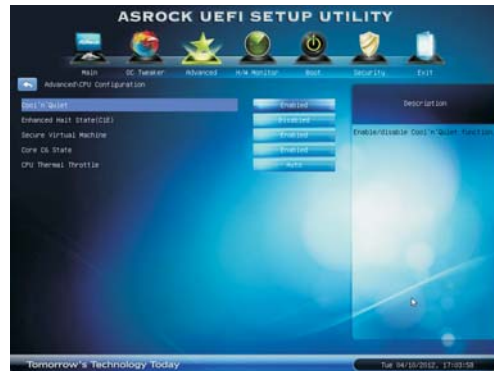 ASROCK UEFI SETUP UTILITY
Main OC Tweaker Advanced H/W Monitor Boot Security Exit
Advanced\CPU Configuration
Cool'n'Quiet Enabled
Enhanced Halt State(C1E) Disabled
Secure Virtual Machine Enabled
Core C6 State Enabled
CPU Thermal Throttle Auto
Description
Enable/disable Cool'n'Quiet function.
Tomorrow's Technology Today
Tue 04/10/2012, 17:03:58